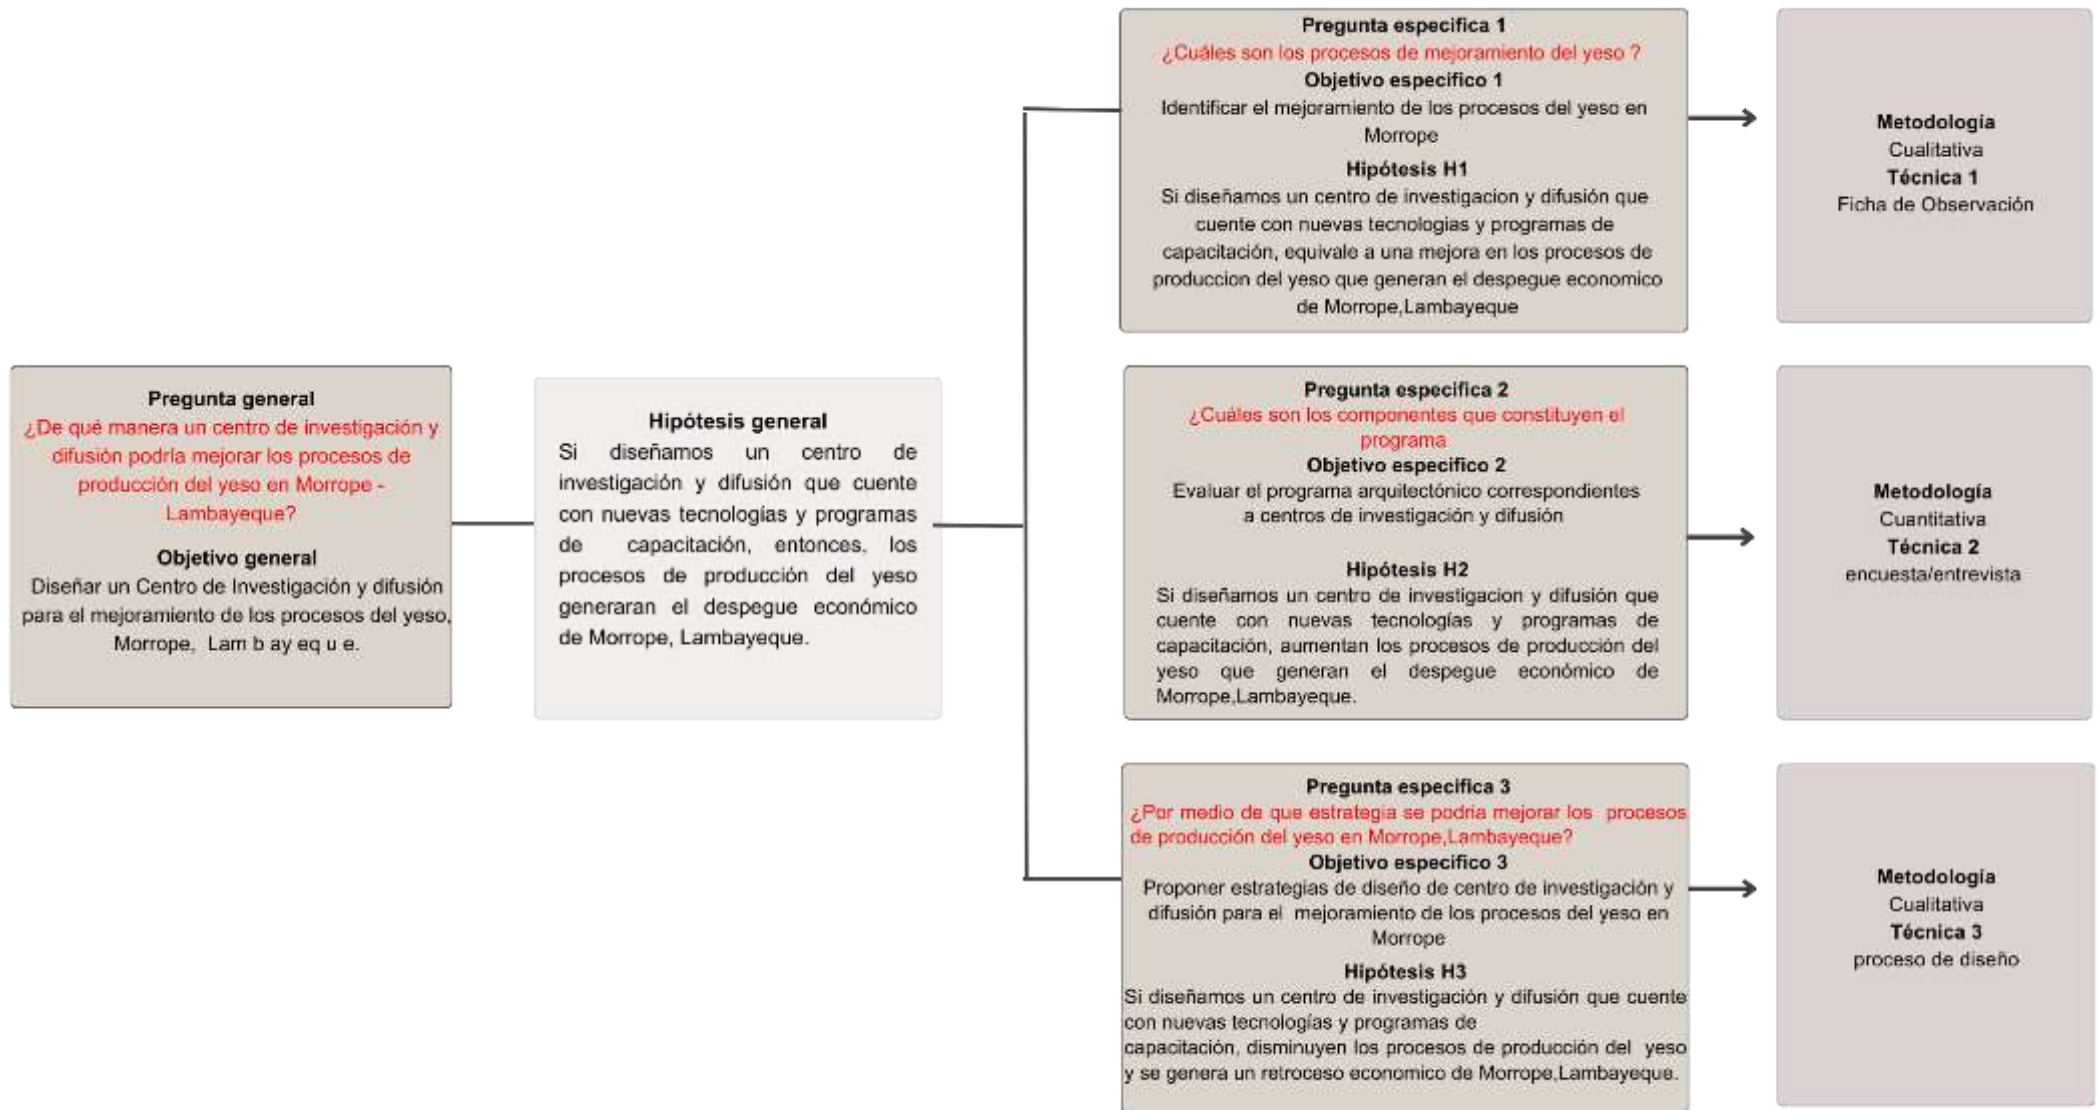 Pregunta general
¿De qué manera un centro de investigación y
difusión podría mejorar los procesos de
producción del yeso en Morrope -
Lambayeque?
Objetivo general
Diseñar un Centro de Investigación y difusión
para el mejoramiento de los procesos del yeso,
Morrope, Lam b ay eq u e.
Hipótesis general
Si diseñamos un centro de
investigación y difusión que cuente
con nuevas tecnologías y programas
de capacitación, entonces, los
procesos de producción del yeso
generaran el despegue económico
de Morrope, Lambayeque.
Pregunta especifica 1
¿Cuáles son los procesos de mejoramiento del yeso ?
Objetivo especifico 1
Identificar el mejoramiento de los procesos del yeso en
Morrope
Hipótesis H1
Si diseñamos un centro de investigacion y difusión que
cuente con nuevas tecnologias y programas de
capacitación, equivale a una mejora en los procesos de
produccion del yeso que generan el despegue economico
de Morrope,Lambayeque
Metodología
Cualitativa
Técnica 1
Ficha de Observación
Pregunta especifica 2
¿Cuáles son los componentes que constituyen el
programa
Objetivo especifico 2
Evaluar el programa arquitectónico correspondientes
a centros de investigación y difusión
Hipótesis H2
Si diseñamos un centro de investigacion y difusión que
cuente con nuevas tecnologías y programas de
capacitación, aumentan los procesos de producción del
yeso que generan el despegue económico de
Morrope,Lambayeque.
Metodología
Cuantitativa
Técnica 2
encuesta/entrevista
Pregunta especifica 3
¿Por medio de que estrategia se podria mejorar los procesos
de producción del yeso en Morrope,Lambayeque?
Objetivo especifico 3
Proponer estrategias de diseño de centro de investigación y
difusión para el mejoramiento de los procesos del yeso en
Morrope
Hipótesis H3
Si diseñamos un centro de investigación y difusión que cuente
con nuevas tecnologías y programas de
capacitación, disminuyen los procesos de producción del yeso
y se genera un retroceso economico de Morrope,Lambayeque.
Metodología
Cualitativa
Técnica 3
proceso de diseño